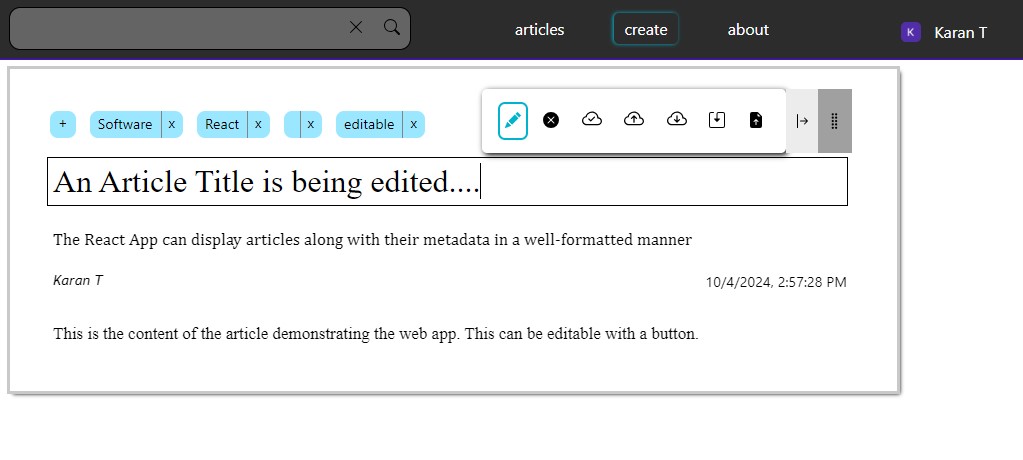 articles create about K Karan T
+ Software x React x x editable x
An Article Title is being edited....
The React App can display articles along with their metadata in a well-formatted manner
Karan T 10/4/2024, 2:57:28 PM
This is the content of the article demonstrating the web app. This can be editable with a button.